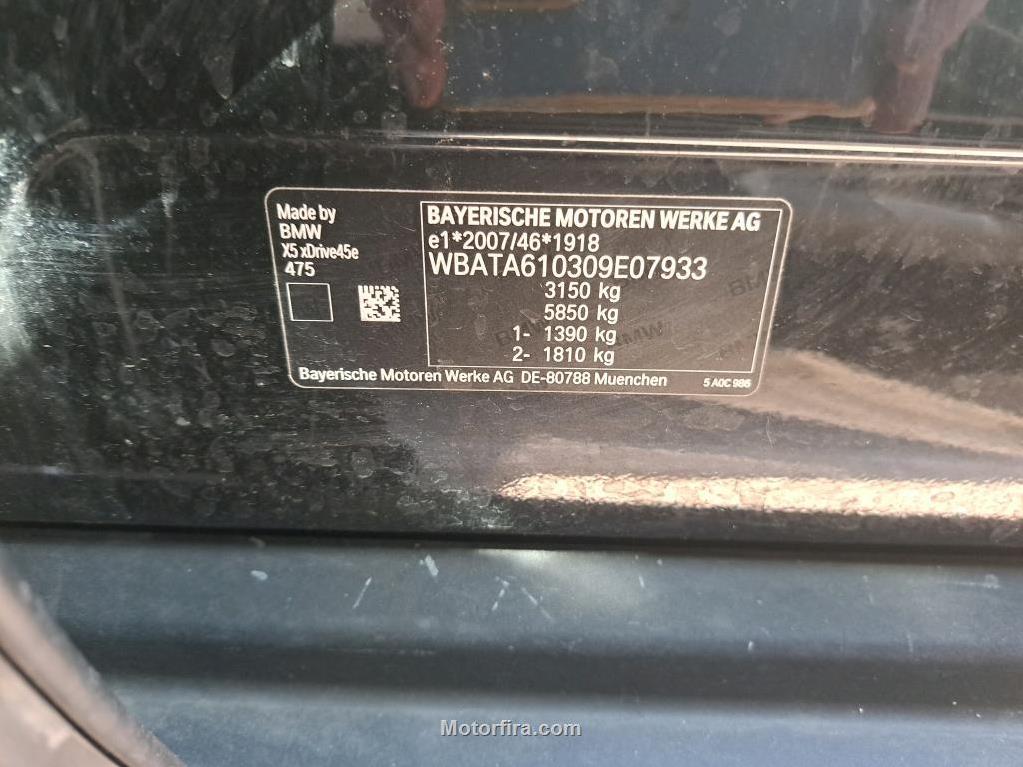 Made by
BMW
X5 xDrive45e
475
BAYERISCHE MOTOREN WERKE AG
e1*2007/46*1918
WBATA610309E07933
3150 kg
5850 kg
1- 1390 kg
2- 1810 kg
Bayerische Motoren Werke AG DE-80788 Muenchen
5 A0C 986
Motorfira.com